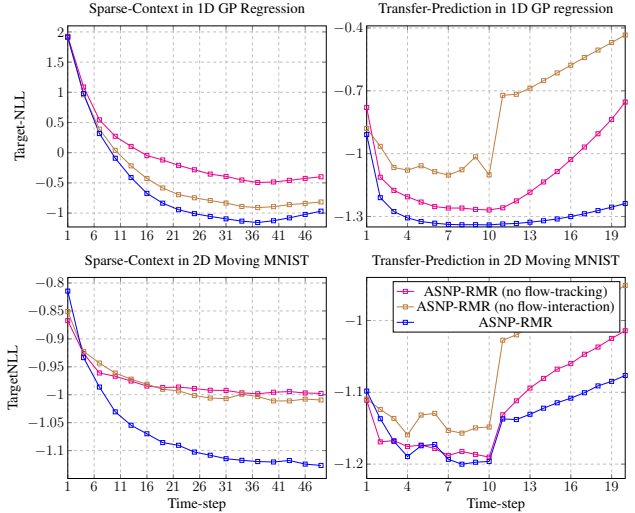 Sparse-Context in 1D GP Regression
Transfer-Prediction in 1D GP regression
2
1.5
1
0.5
0
−0.5
−1
1 6 11 16 21 26 31 36 41 46
Target-NLL
−0.4
−0.7
−1
−1.3
1 4 7 10 13 16 19
Sparse-Context in 2D Moving MNIST
Transfer-Prediction in 2D Moving MNIST
−0.8
−0.85
−0.9
−0.95
−1
−1.05
−1.1
1 6 11 16 21 26 31 36 41 46
TargetNLL
Time-step
ASNP-RMR (no flow-tracking)
ASNP-RMR (no flow-interaction)
ASNP-RMR
−1
−1.1
−1.2
1 4 7 10 13 16 19
Time-step